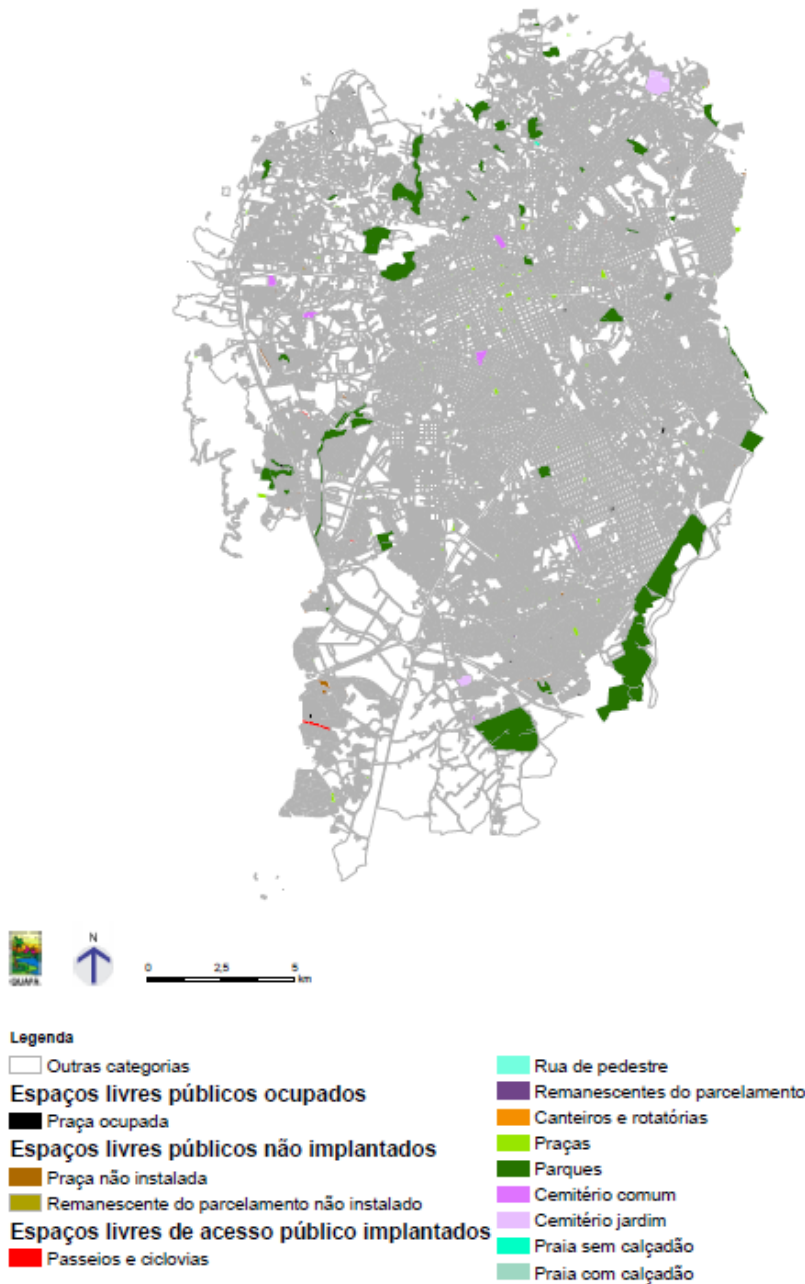 N
0 2,5 5
km
QUAPA
Legenda
Outras categorias
Espaços livres públicos ocupados
Praça ocupada
Espaços livres públicos não implantados
Praça não instalada
Remanescente do parcelamento não instalado
Espaços livres de acesso público implantados
Passeios e ciclovias
Rua de pedestre
Remanescentes do parcelamento
Canteiros e rotatórias
Praças
Parques
Cemitério comum
Cemitério jardim
Praia sem calçadão
Praia com calçadão